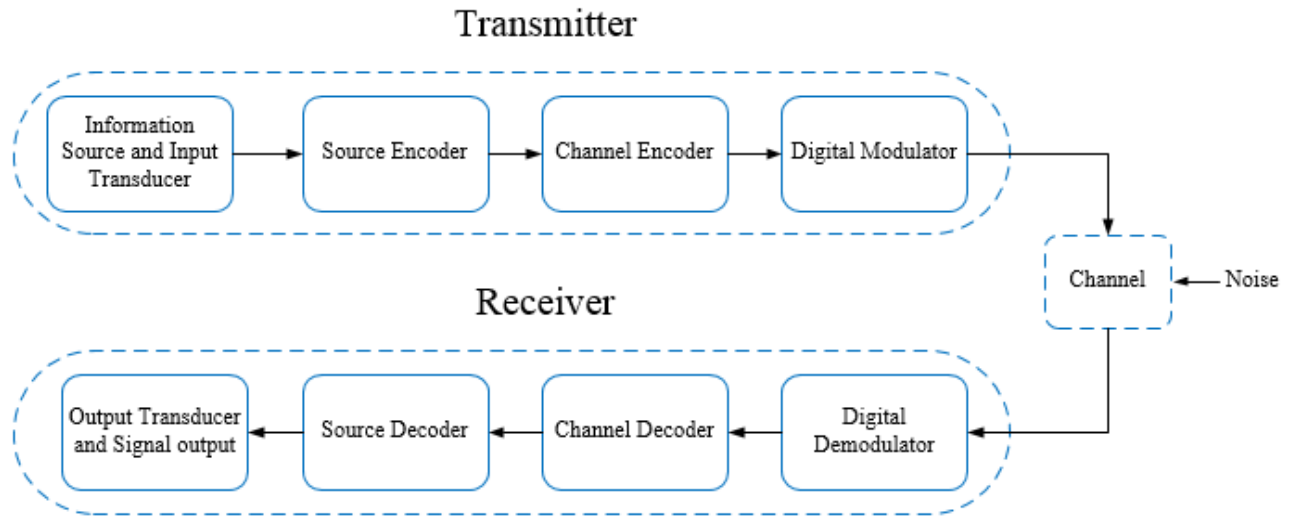 Transmitter
Information
Source and Input
Transducer
Source Encoder
Channel Encoder
Digital Modulator
Channel
Noise
Receiver
Output Transducer
and Signal output
Source Decoder
Channel Decoder
Digital
Demodulator